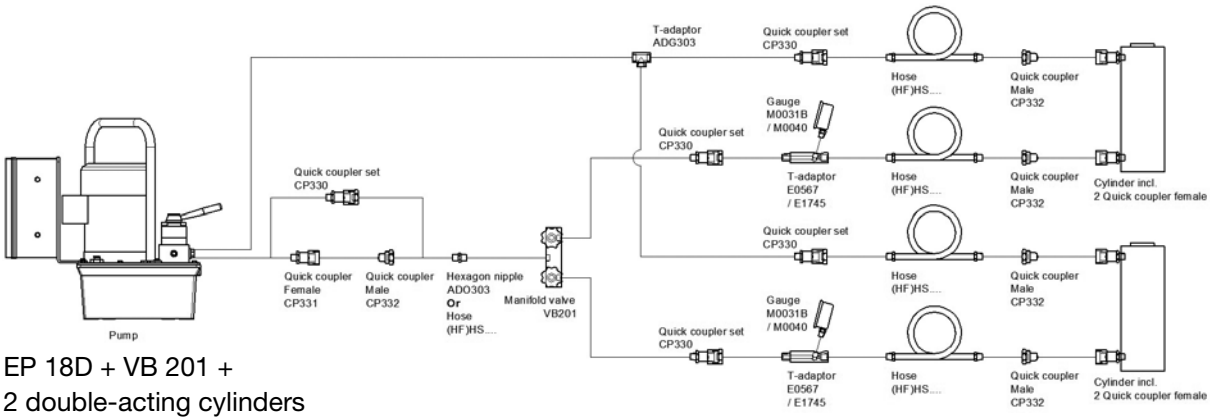 T-adaptor
ADG303
Quick coupler set
CP330
Hose
(HF)HS....
Quick coupler
Male
CP332
Gauge
M0031B
/ M0040
Quick coupler set
CP330
T-adaptor
E0567
/ E1745
Hose
(HF)HS....
Quick coupler
Male
CP332
Cylinder incl.
2 Quick coupler female
Quick coupler set
CP330
Quick coupler
Female
CP331
Quick coupler
Male
CP332
Hexagon nipple
ADO303
Or
Hose
(HF)HS....
Manifold valve
VB201
Quick coupler set
CP330
Hose
(HF)HS....
Quick coupler
Male
CP332
Gauge
M0031B
/ M0040
Quick coupler set
CP330
T-adaptor
E0567
/ E1745
Hose
(HF)HS....
Quick coupler
Male
CP332
Cylinder incl.
2 Quick coupler female
Pump
EP 18D + VB 201 +
2 double-acting cylinders